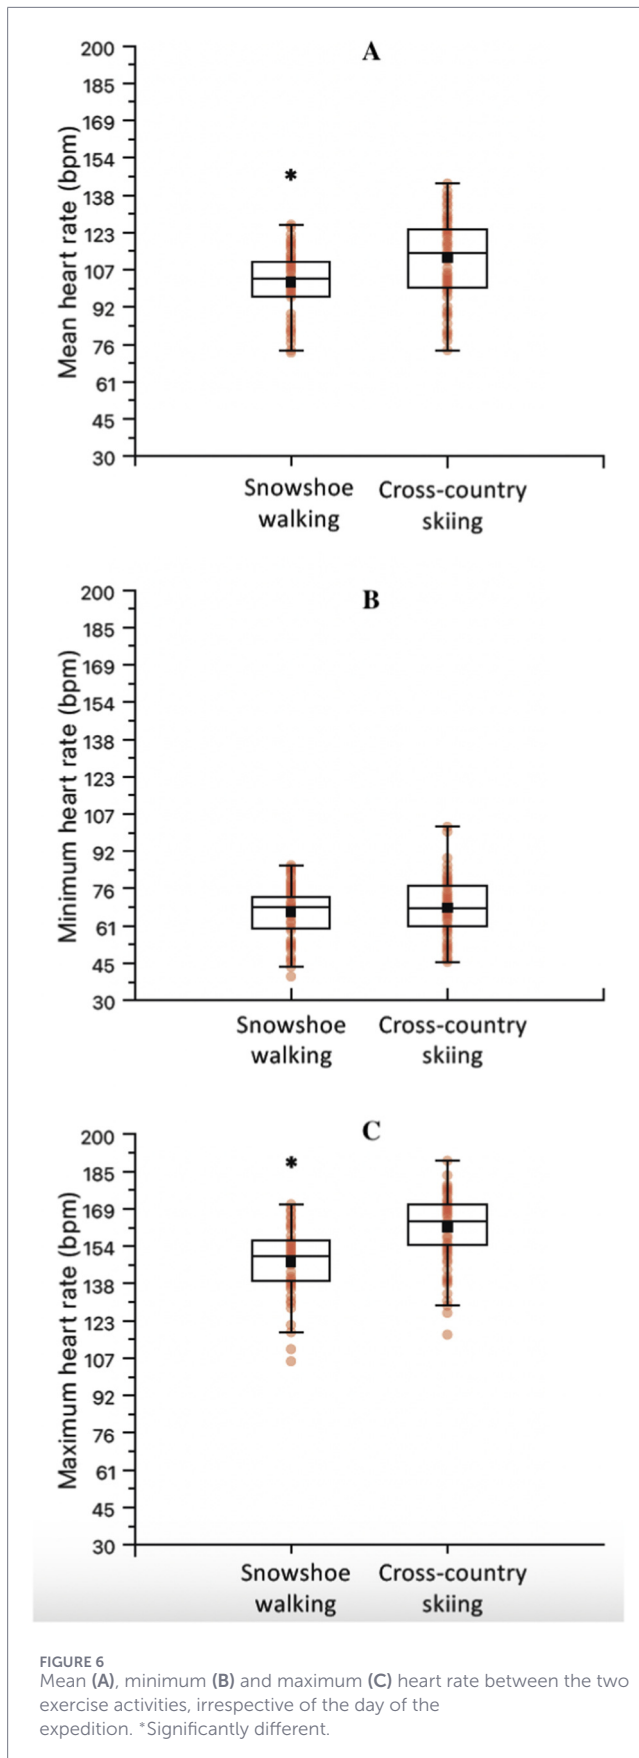 A
200
185
169
154
138
123
107
92
76
61
45
30
Mean heart rate (bpm)
*
Snowshoe
walking
Cross-country
skiing
B
200
185
169
154
138
123
107
92
76
61
45
30
Minimum heart rate (bpm)
Snowshoe
walking
Cross-country
skiing
C
200
185
169
154
138
123
107
92
76
61
45
30
Maximum heart rate (bpm)
*
Snowshoe
walking
Cross-country
skiing
FIGURE 6
Mean (A), minimum (B) and maximum (C) heart rate between the two
exercise activities, irrespective of the day of the
expedition. *Significantly different.